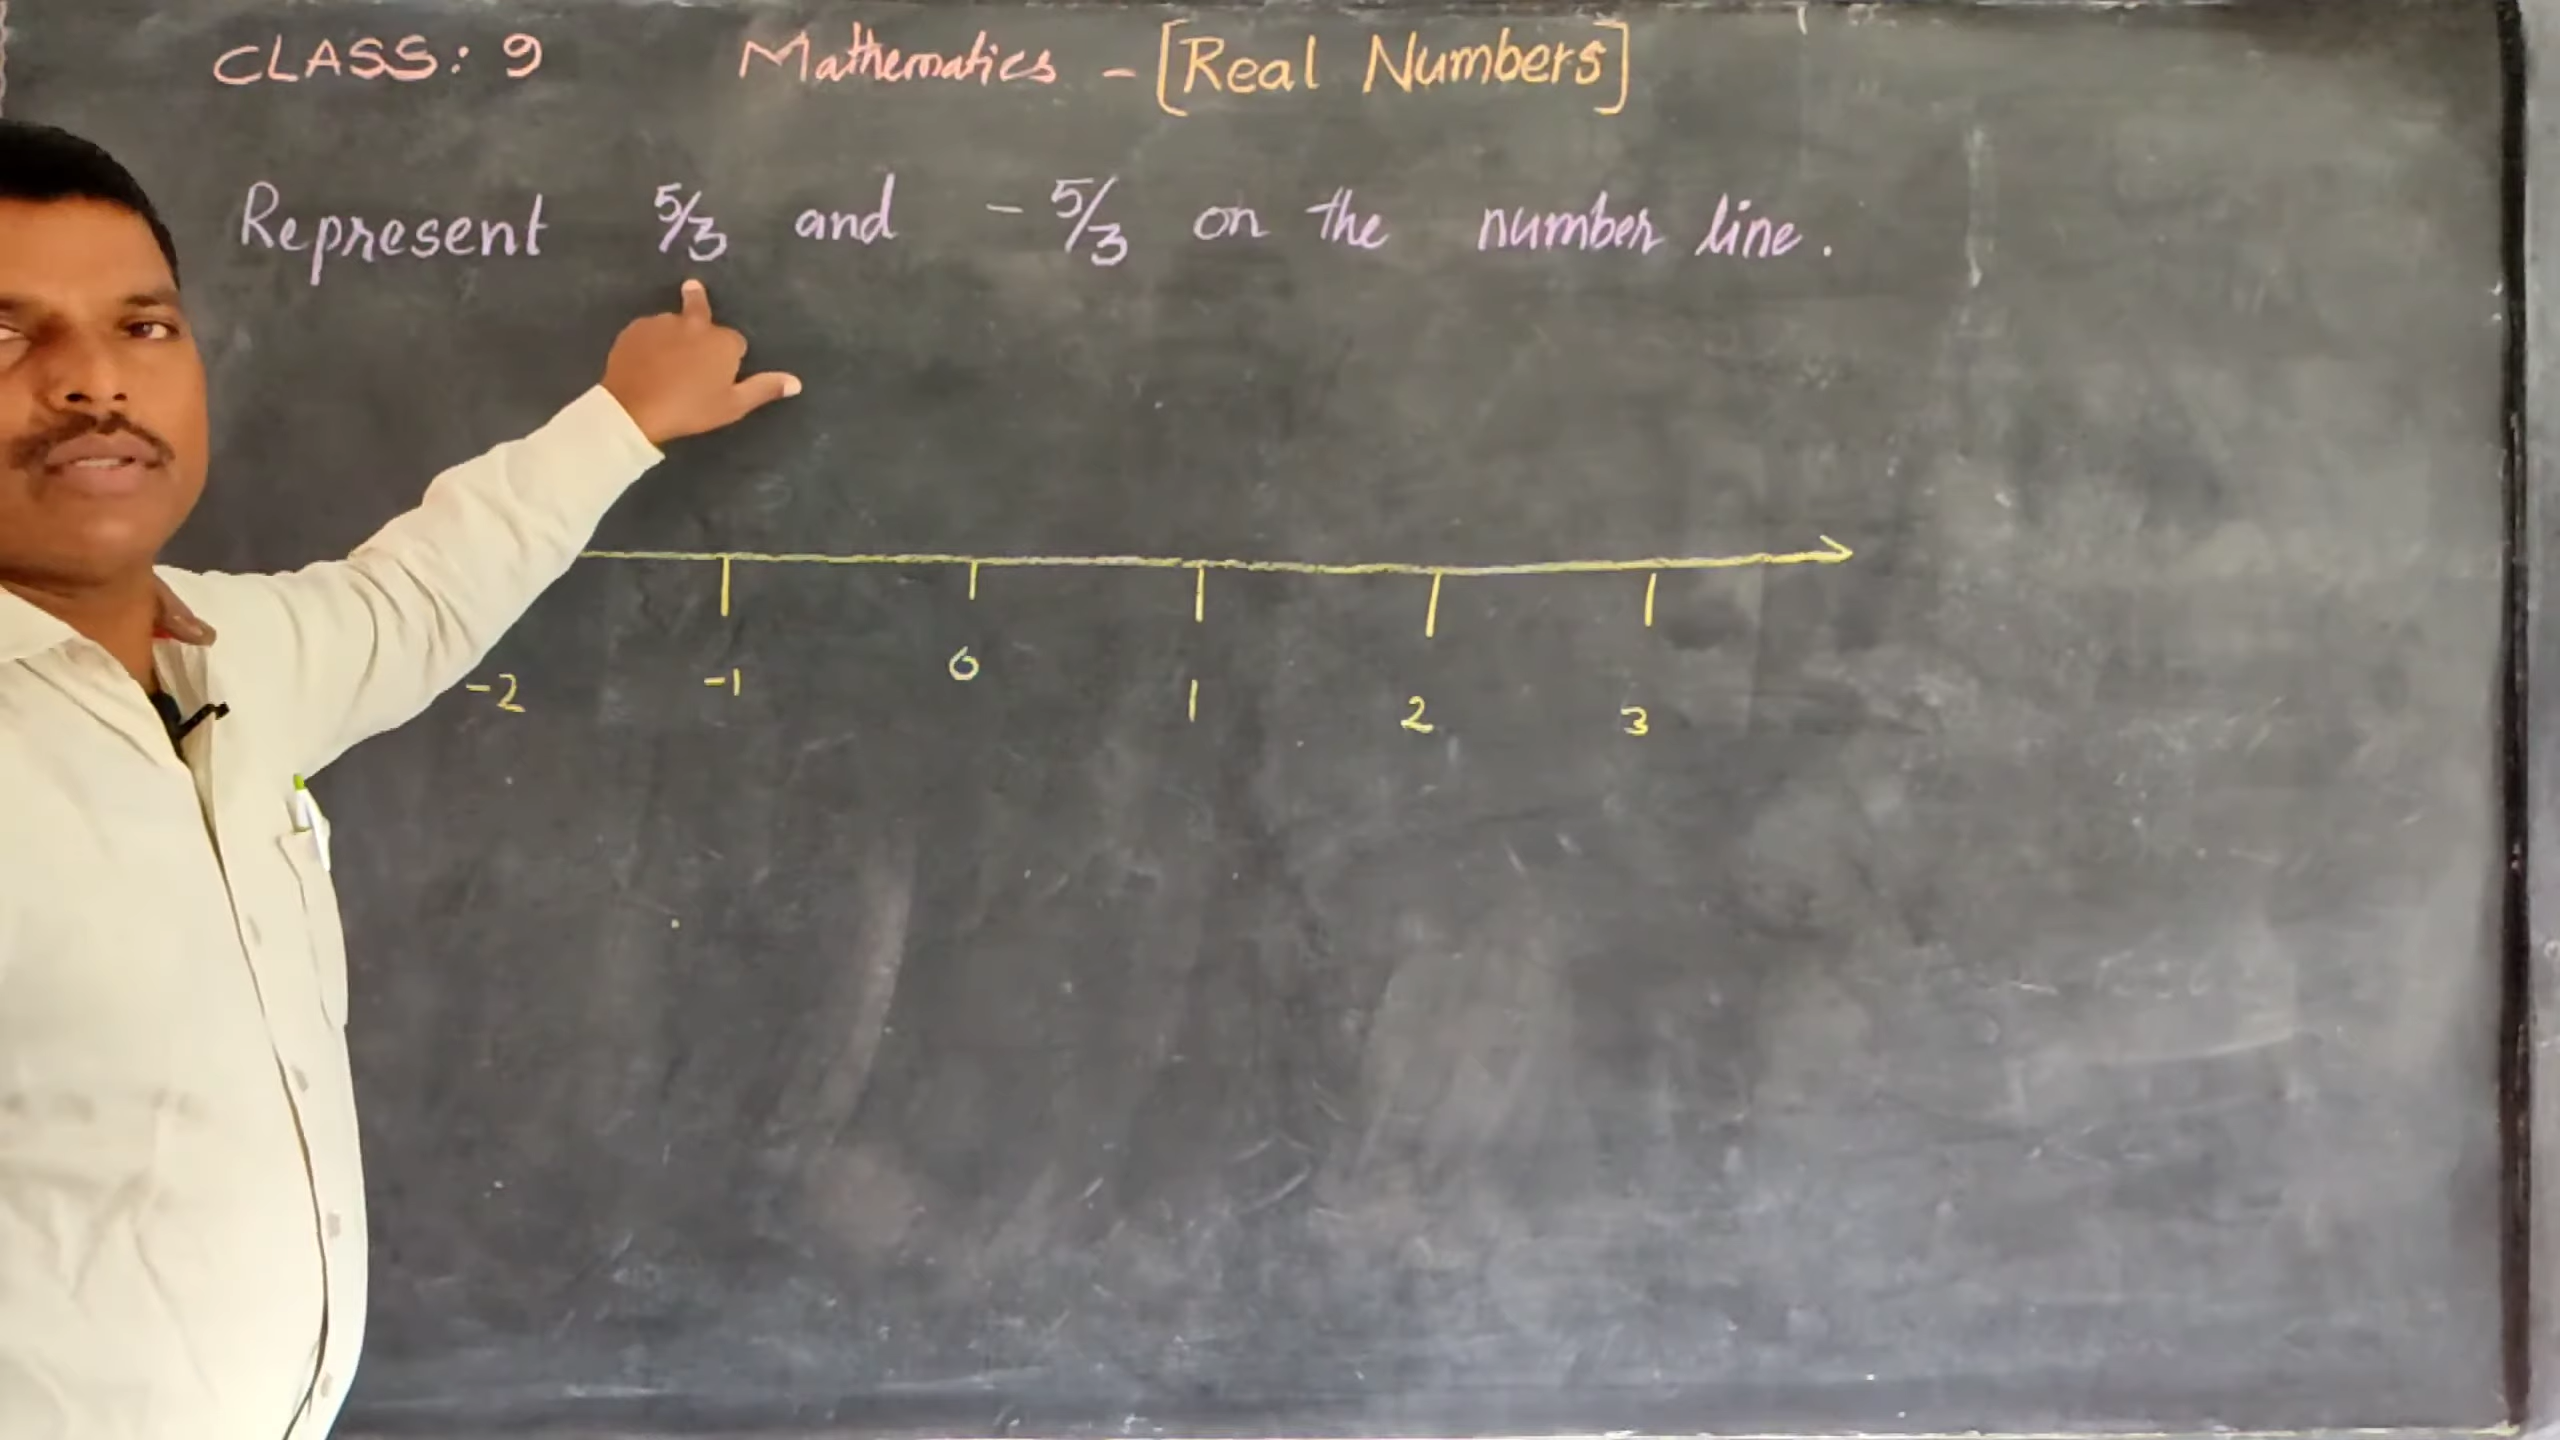 CLASS: 9 Mathematics - [Real Numbers]
Represent 5/3 and - 5/3 on the number line.
-2 -1 0 1 2 3